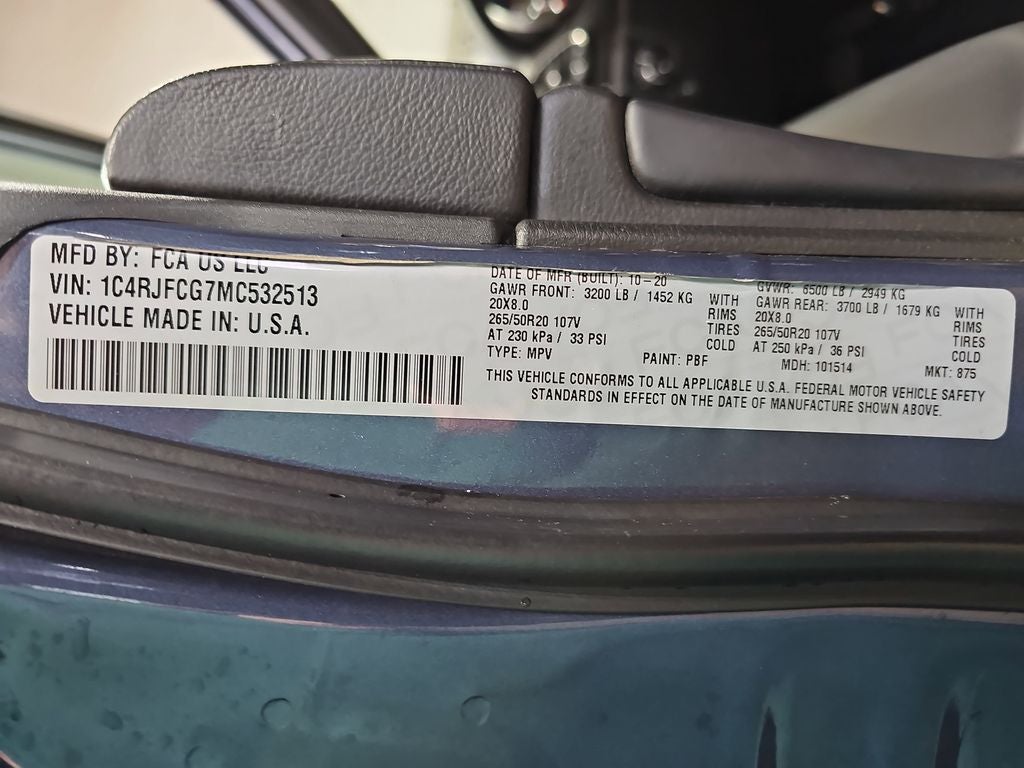 MFD BY: FCA US LLC
VIN: 1C4RJFCG7MC532513
VEHICLE MADE IN: U.S.A.
DATE OF MFR (BUILT): 10-20
GAWR FRONT: 3200 LB / 1452 KG WITH
20X8.0 RIMS
265/50R20 107V TIRES
AT 230 kPa / 33 PSI COLD
TYPE: MPV PAINT: PBF
GVWR: 6500 LB / 2949 KG
GAWR REAR: 3700 LB / 1679 KG WITH
20X8.0 RIMS
265/50R20 107V TIRES
AT 250 kPa / 36 PSI COLD
MDH: 101514 MKT: 875
THIS VEHICLE CONFORMS TO ALL APPLICABLE U.S.A. FEDERAL MOTOR VEHICLE SAFETY
STANDARDS IN EFFECT ON THE DATE OF MANUFACTURE SHOWN ABOVE.